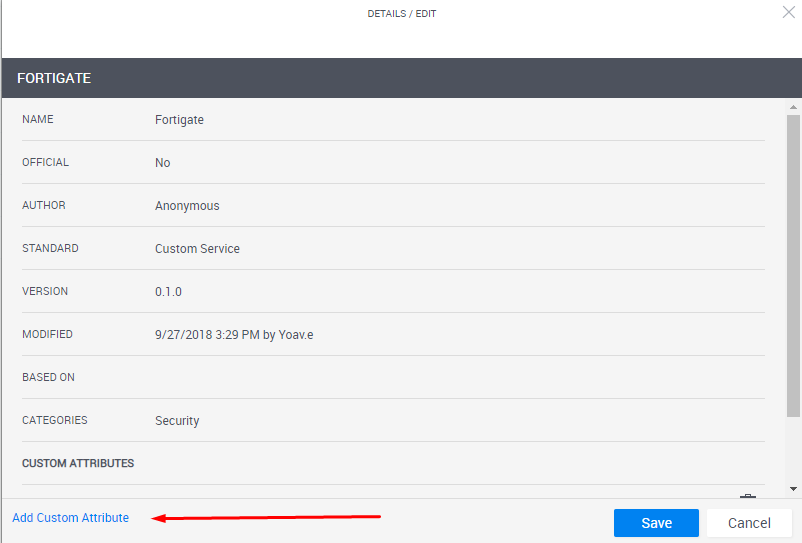 DETAILS / EDIT
FORTIGATE
NAME Fortigate
OFFICIAL No
AUTHOR Anonymous
STANDARD Custom Service
VERSION 0.1.0
MODIFIED 9/27/2018 3:29 PM by Yoav.e
BASED ON
CATEGORIES Security
CUSTOM ATTRIBUTES
Add Custom Attribute Save Cancel